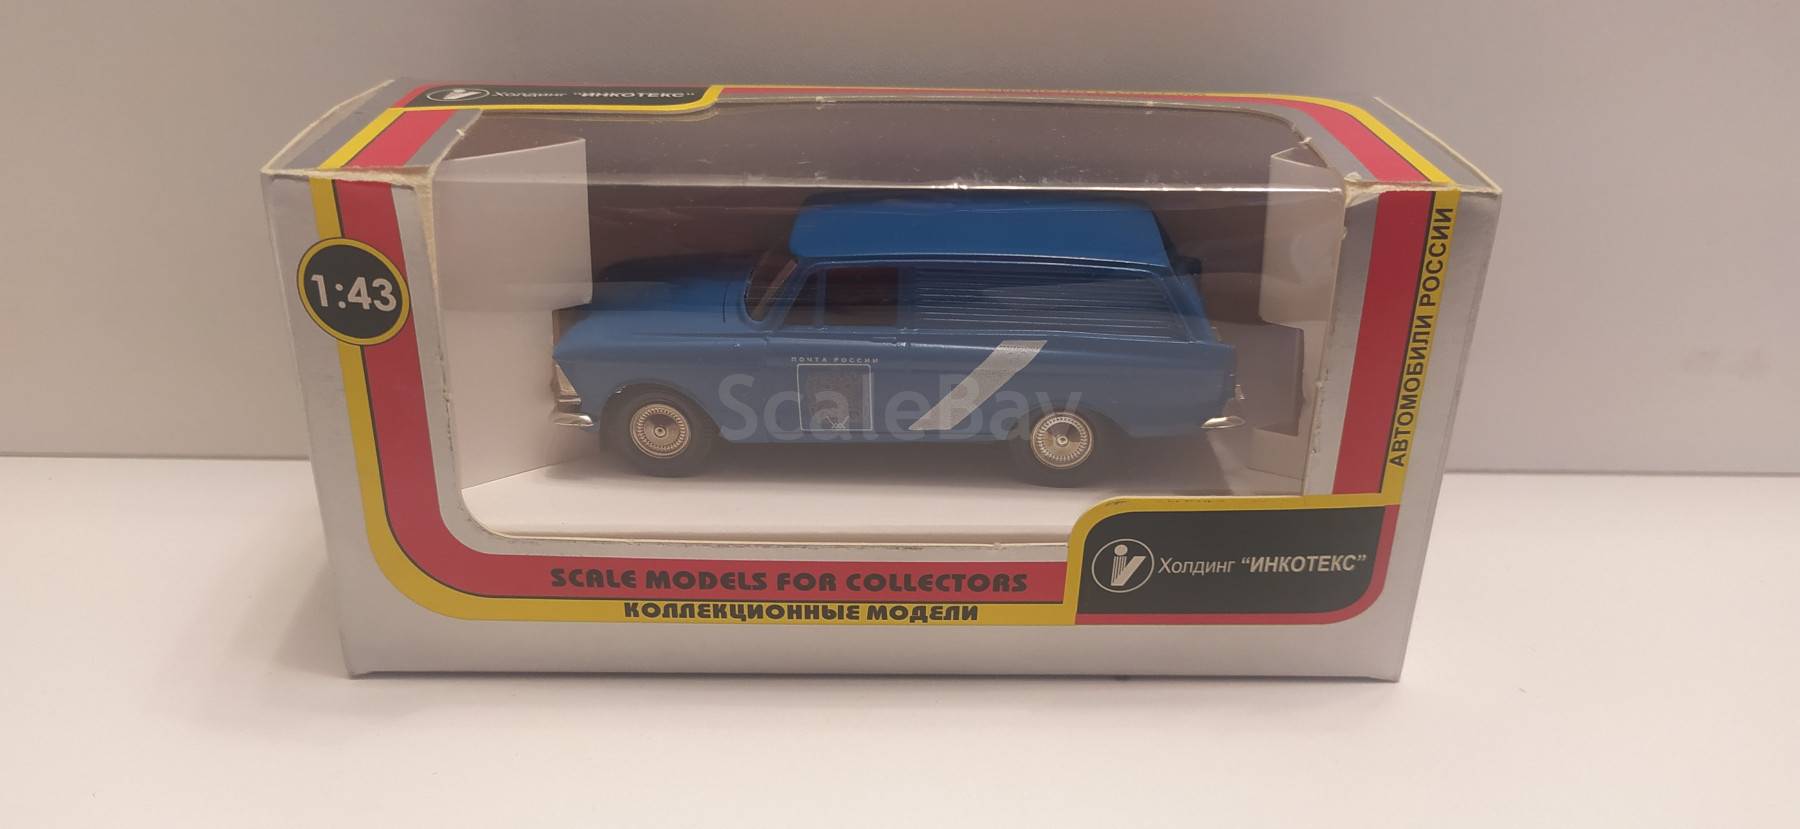 Холдинг "ИНКОТЕКС"
1:43
АВТОМОБИЛИ РОССИИ
ПОЧТА РОССИИ
ScaleBay
SCALE MODELS FOR COLLECTORS
КОЛЛЕКЦИОННЫЕ МОДЕЛИ
Холдинг "ИНКОТЕКС"